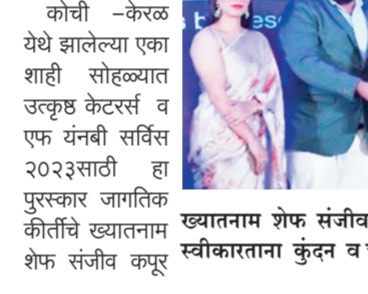 कोची –केरळ
येथे झालेल्या एका
शाही सोहळ्यात
उत्कृष्ठ केटरर्स व
एफ यंनबी सर्विस
२०२३साठी हा
पुरस्कार जागतिक
कीर्तीचे ख्यातनाम
शेफ संजीव कपूर
ख्यातनाम शेफ संजीव
स्वीकारताना कुंदन व